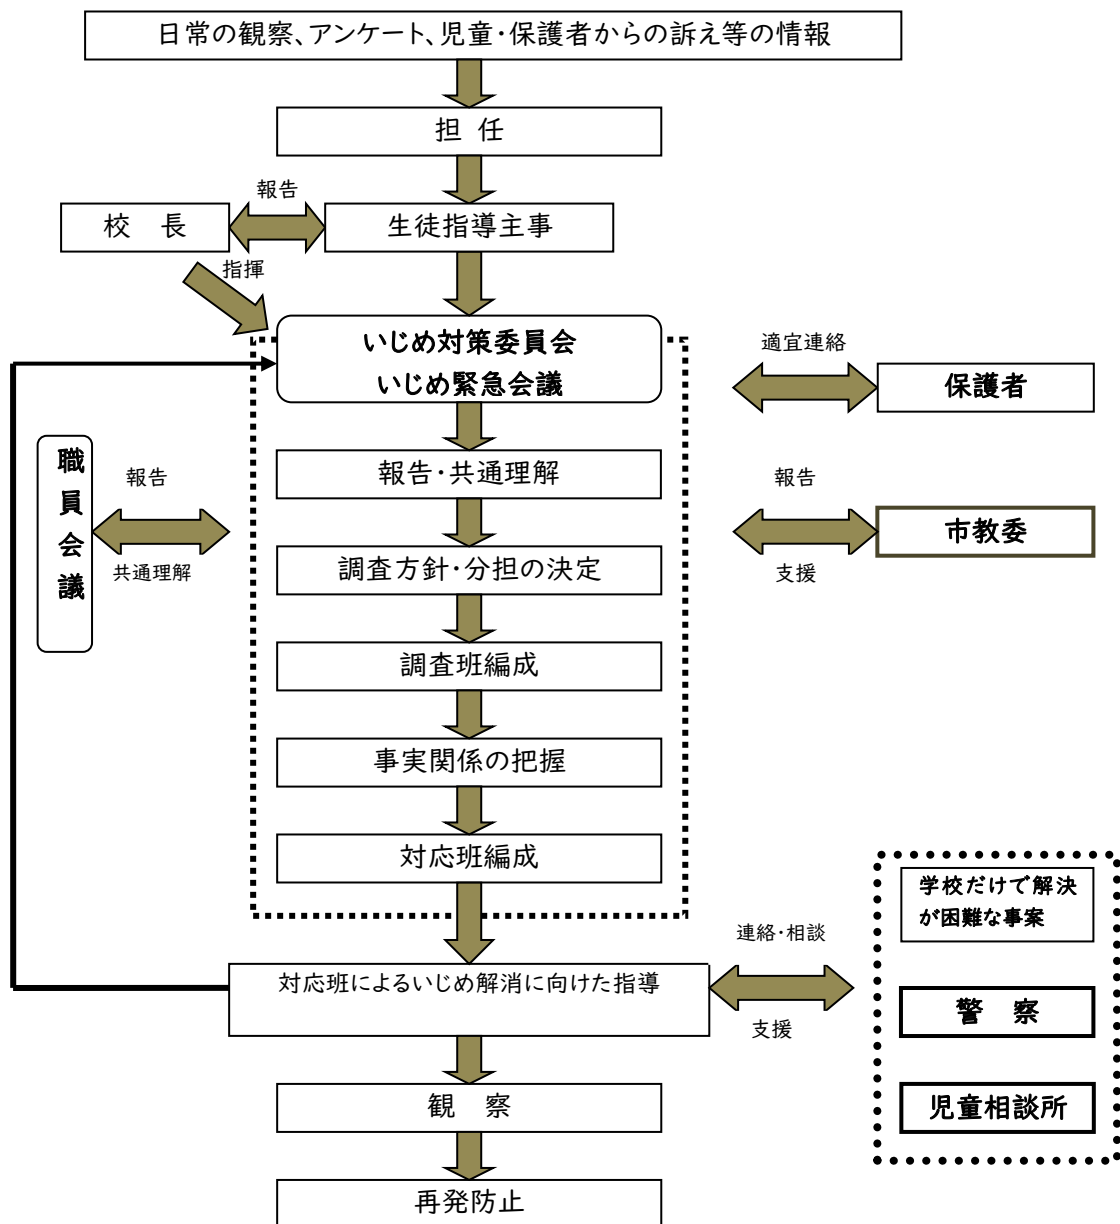 日常の観察、アンケート、児童・保護者からの訴え等の情報
担 任
報告
校 長
生徒指導主事
指揮
いじめ対策委員会
いじめ緊急会議
適宜連絡
保護者
職員会議
報告
共通理解
報告・共通理解
報告
市教委
支援
調査方針・分担の決定
調査班編成
事実関係の把握
対応班編成
学校だけで解決
が困難な事案
連絡・相談
支援
警 察
児童相談所
対応班によるいじめ解消に向けた指導
観 察
再発防止